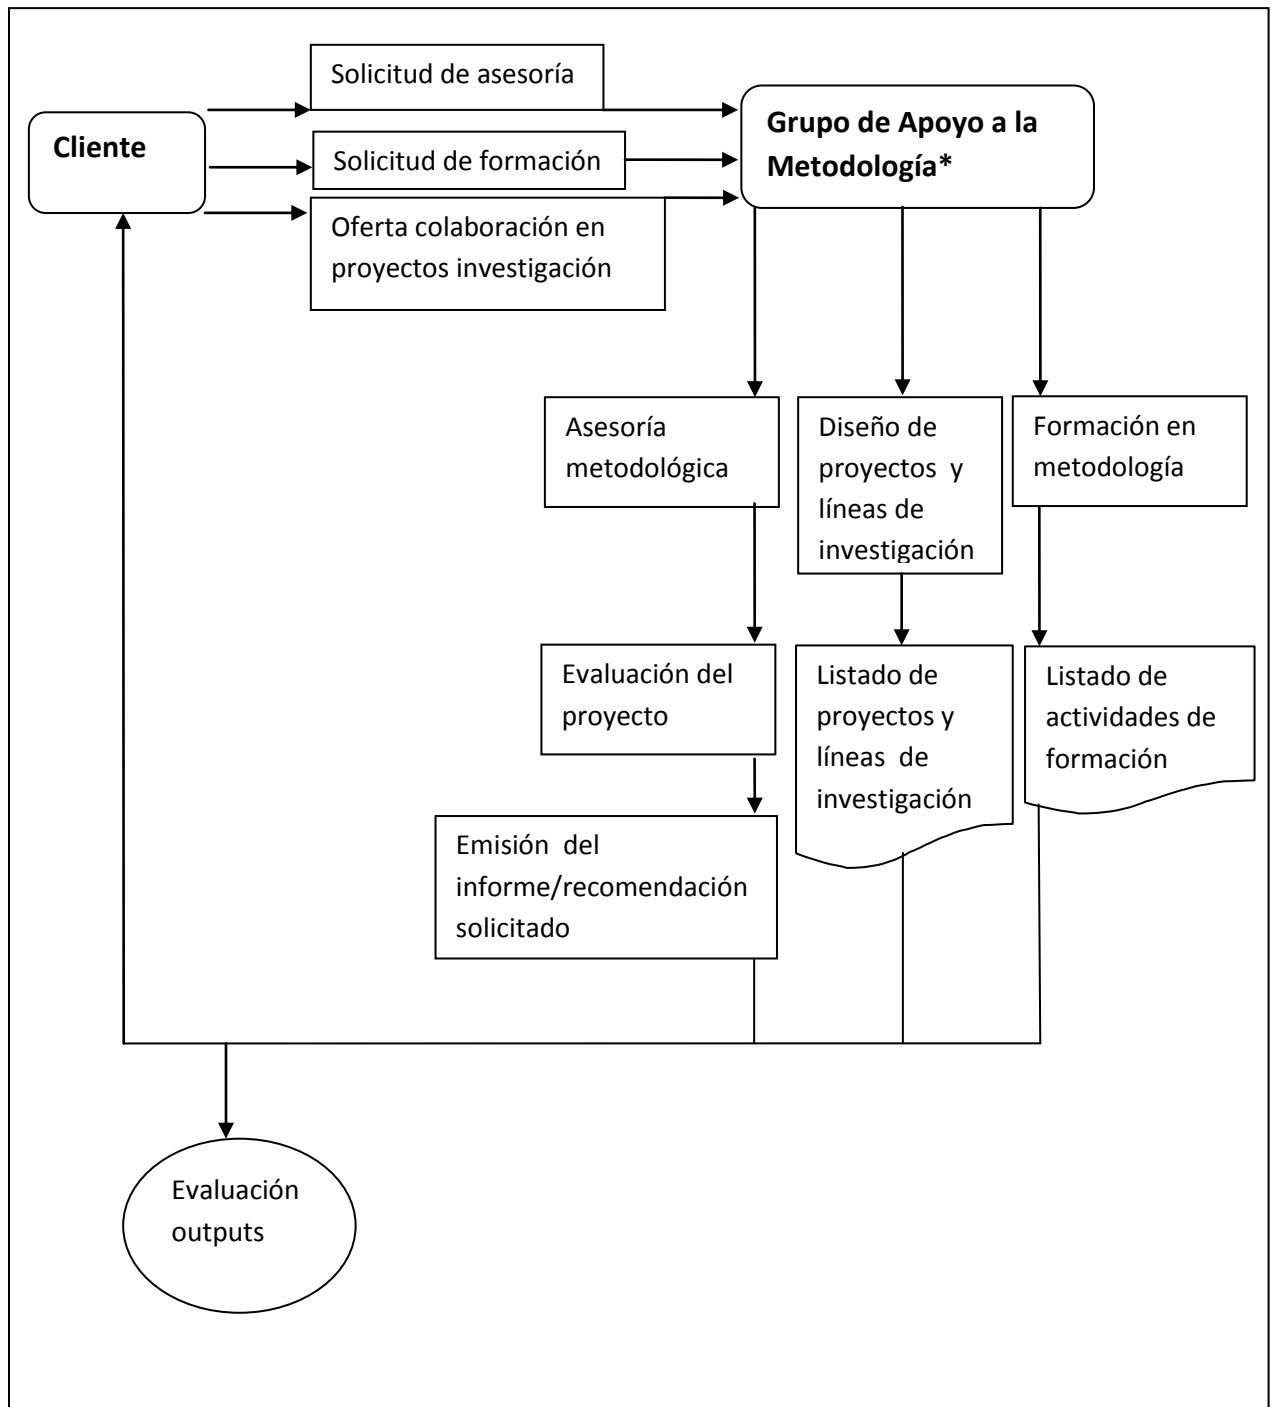 Solicitud de asesoría
Cliente
Solicitud de formación
Oferta colaboración en
proyectos investigación
Grupo de Apoyo a la
Metodología*
Asesoría
metodológica
Diseño de
proyectos y
líneas de
investigación
Formación en
metodología
Evaluación del
proyecto
Listado de
proyectos y
líneas de
investigación
Listado de
actividades de
formación
Emisión del
informe/recomendación
solicitado
Evaluación
outputs